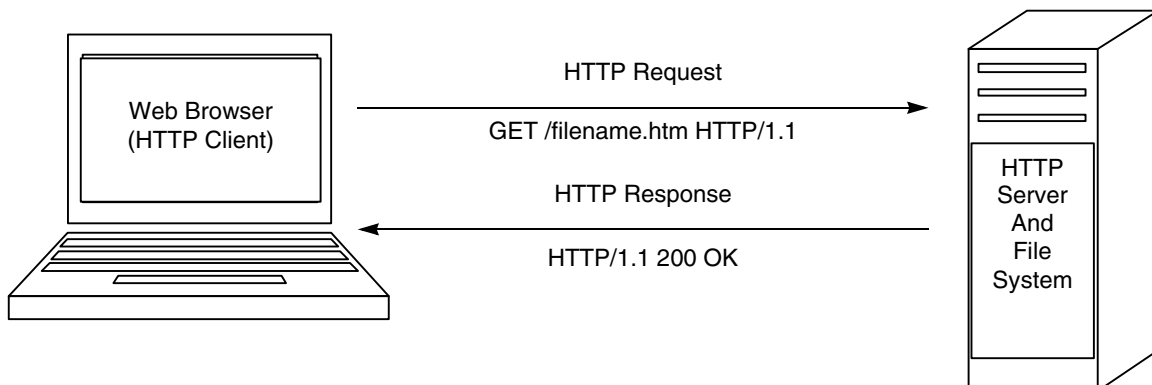 Web Browser
(HTTP Client)
HTTP Request
GET /filename.htm HTTP/1.1
HTTP Response
HTTP/1.1 200 OK
HTTP
Server
And
File
System